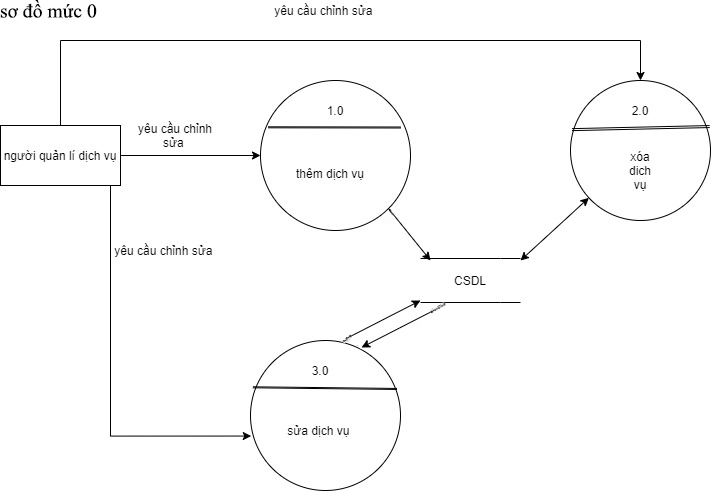 sơ đồ mức 0
yêu cầu chỉnh sửa
1.0
2.0
yêu cầu chỉnh
sửa
người quản lí dịch vụ
thêm dịch vụ
xóa
dich
vụ
yêu cầu chỉnh sửa
CSDL
3.0
sửa dịch vụ